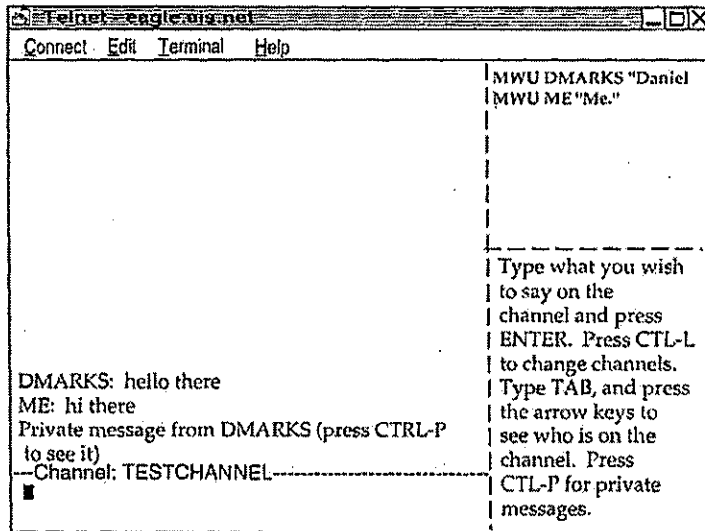 Telnet - eagle.uis.net
Connect Edit Terminal Help
MWU DMARKS "Daniel
MWU ME "Me."
DMARKS: hello there
ME: hi there
Private message from DMARKS (press CTRL-P
to see it)
---Channel: TESTCHANNEL---
Type what you wish
to say on the
channel and press
ENTER. Press CTL-L
to change channels.
Type TAB, and press
the arrow keys to
see who is on the
channel. Press
CTL-P for private
messages.